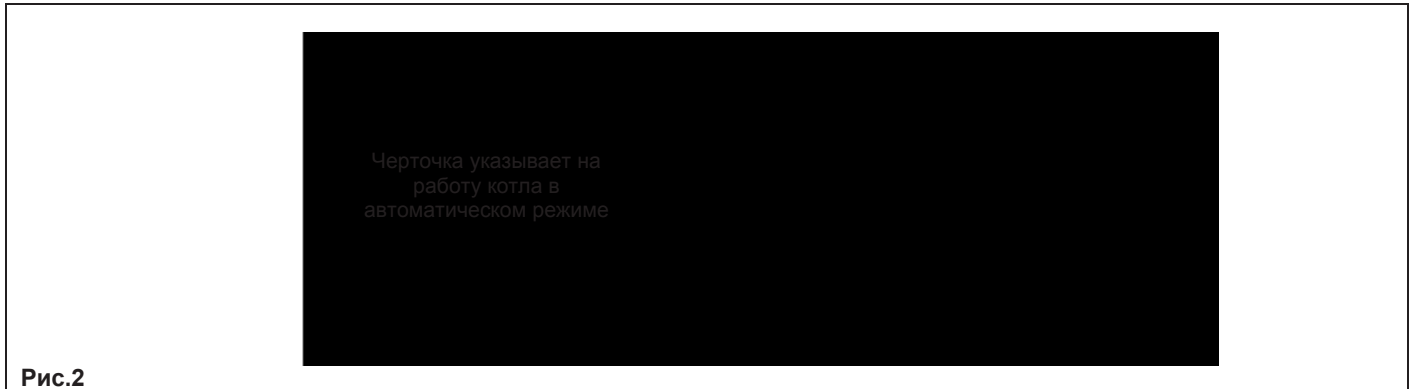 Черточка указывает на
работу котла в
автоматическом режиме
Рис.2